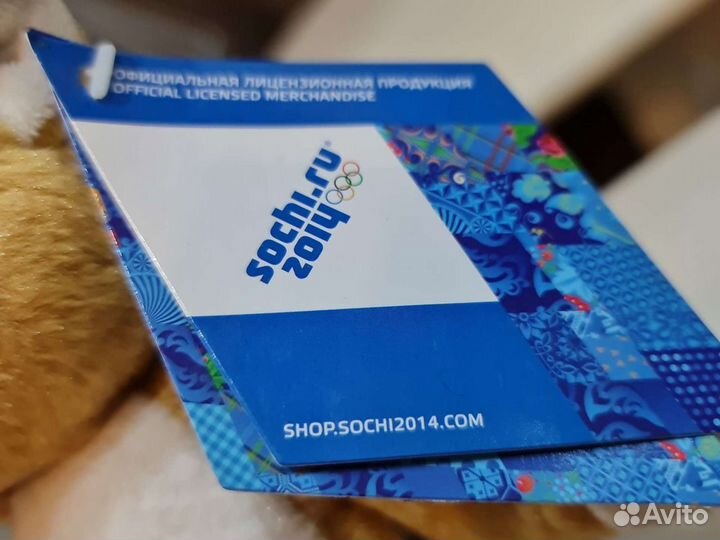 ОФИЦИАЛЬНАЯ ЛИЦЕНЗИОННАЯ ПРОДУКЦИЯ
OFFICIAL LICENSED MERCHANDISE
sochi.ru®
2014
SHOP.SOCHI2014.COM
Avito